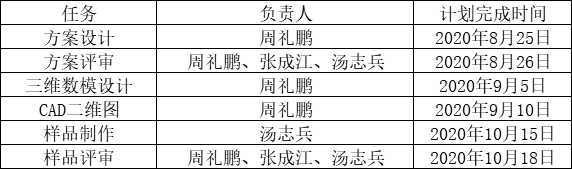 任务 负责人 计划完成时间
方案设计 周礼鹏 2020年8月25日
方案评审 周礼鹏、张成江、汤志兵 2020年8月26日
三维数模设计 周礼鹏 2020年9月5日
CAD二维图 周礼鹏 2020年9月10日
样品制作 汤志兵 2020年10月15日
样品评审 周礼鹏、张成江、汤志兵 2020年10月18日